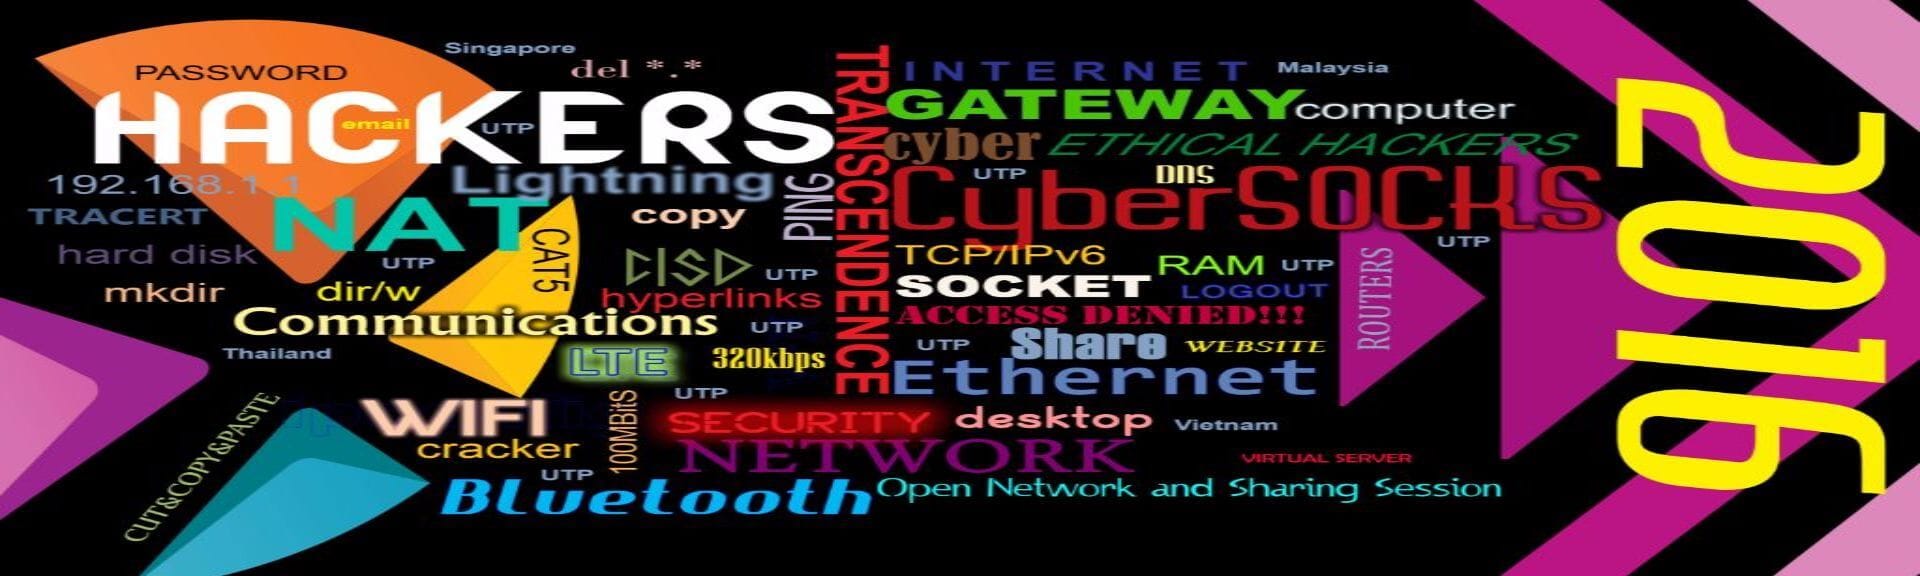 Singapore
del *.*
PASSWORD
HACKERS
email
UTP
192.168.1.1
Lightning
TRACERT
NAT
copy
PING
hard disk
UTP
CAT5
CISD
UTP
mkdir
dir/w
hyperlinks
Communications
UTP
Thailand
LTE
320kbps
UTP
CUT&COPY&PASTE
WIFI
100MBitS
cracker
UTP
Bluetooth
TRANSCENDENCE
INTERNET
Malaysia
GATEWAY
computer
cyber
ETHICAL HACKERS
UTP
DNS
CyberSOCKS
TCP/IPv6
RAM
UTP
UTP
SOCKET
LOGOUT
ROUTERS
ACCESS DENIED!!!
UTP
Share
WEBSITE
Ethernet
SECURITY
desktop
Vietnam
NETWORK
VIRTUAL SERVER
Open Network and Sharing Session
2016